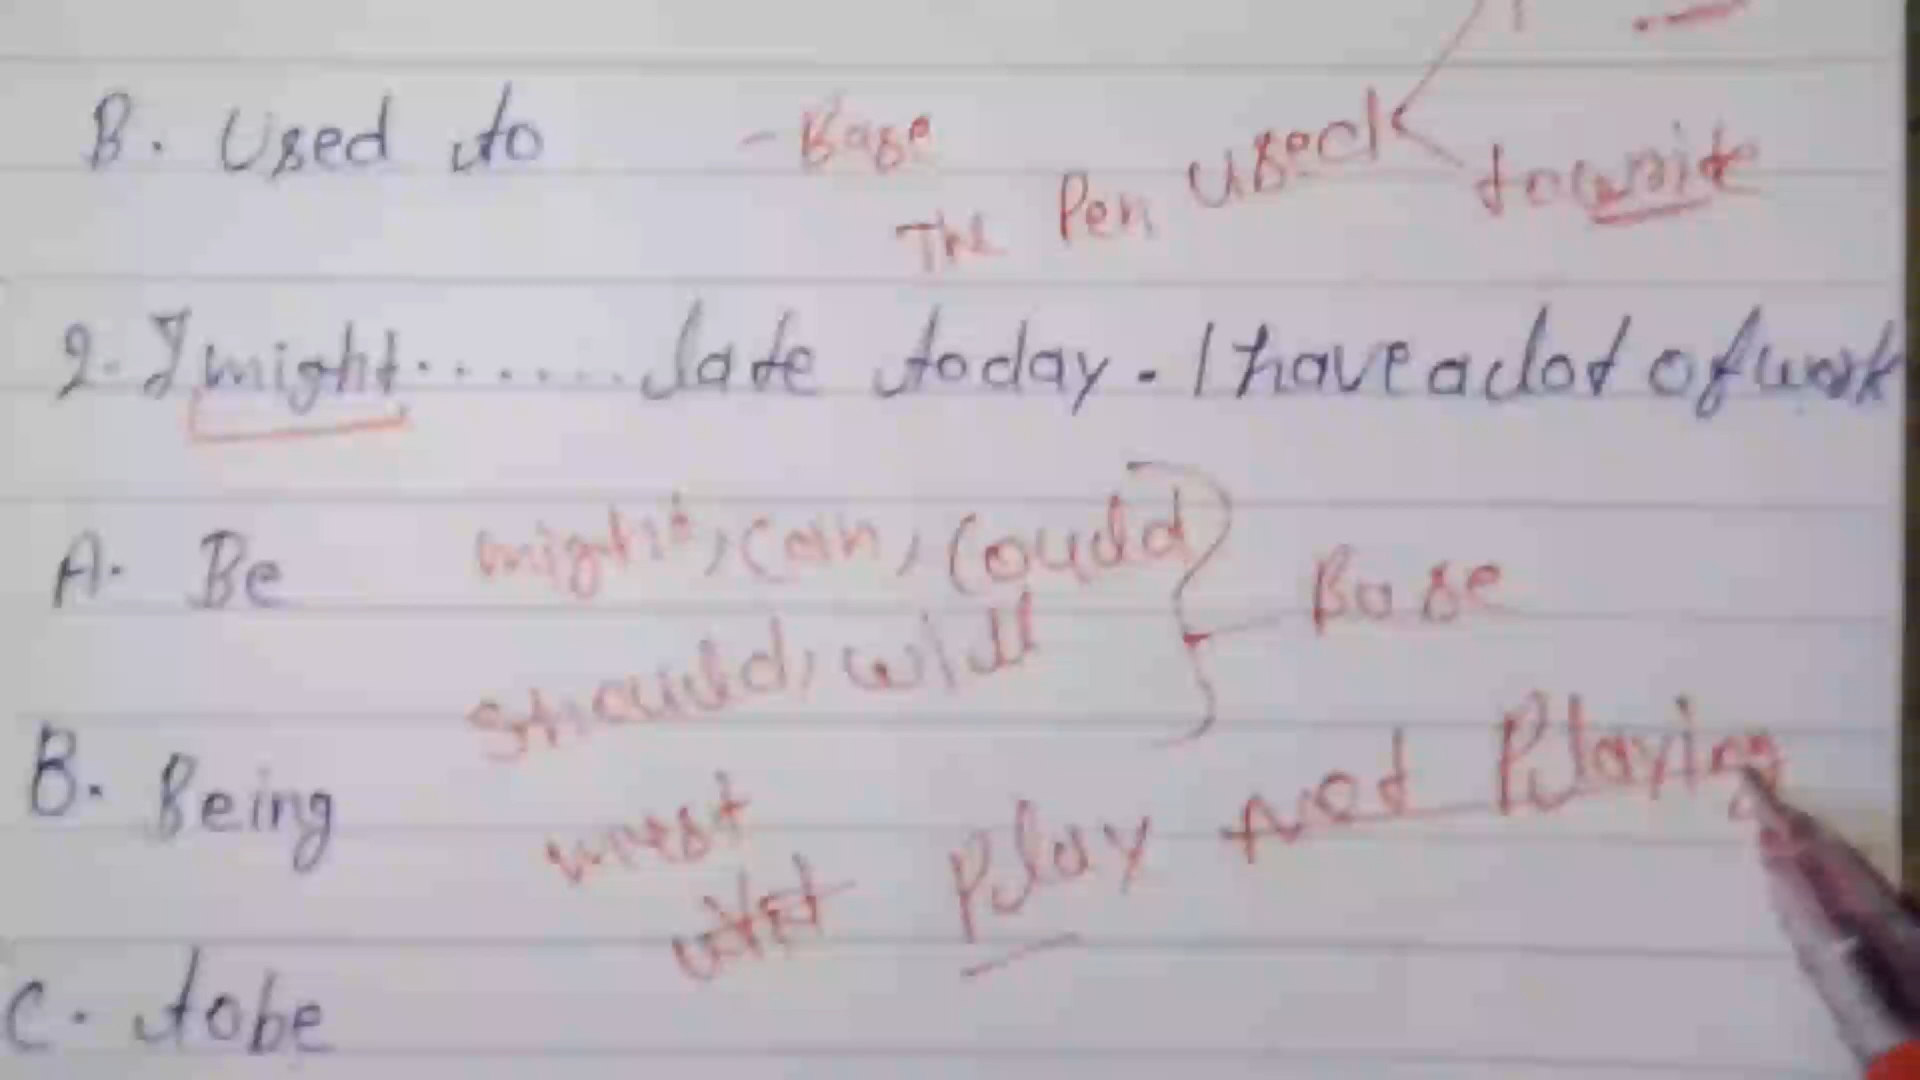 B. Used to - Base
The Pen used to write
2. I might....... late today. I have a lot of work
A. Be might, can, could
should, will Base
B. Being must
Play not Playing
C. to be